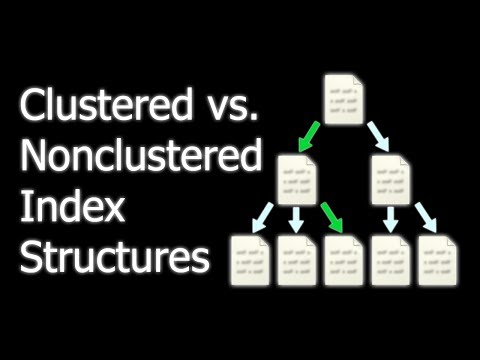 Clustered vs.
Nonclustered
Index
Structures